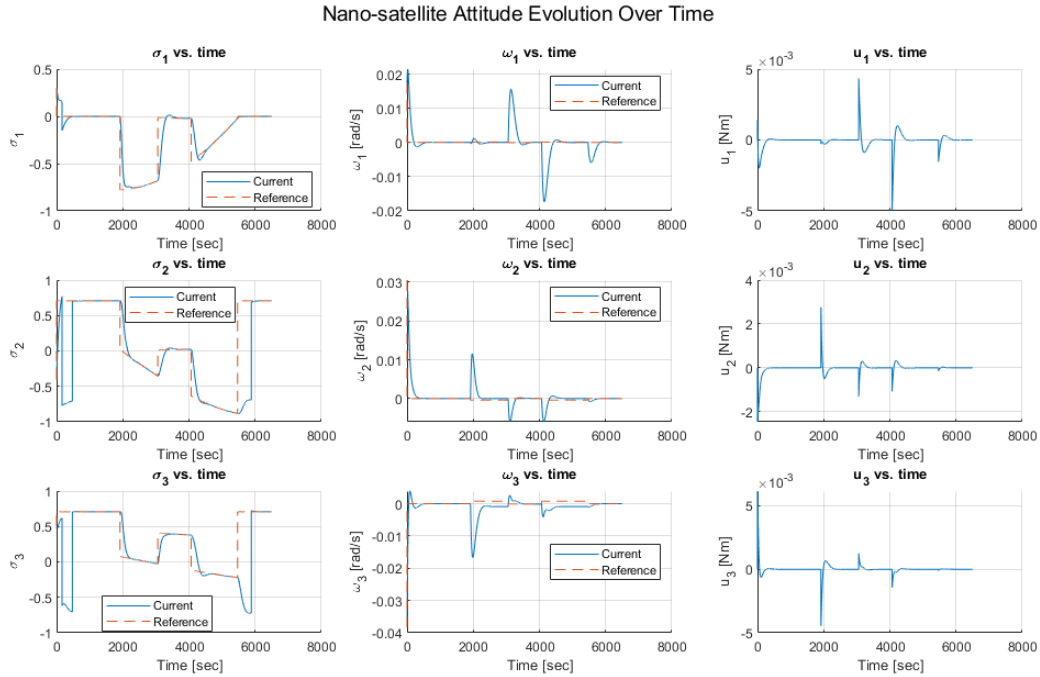 Nano-satellite Attitude Evolution Over Time
σ₁ vs. time
0.5
0
-0.5
-1
σ₁
0 2000 4000 6000 8000
Time [sec]
Current
Reference
ω₁ vs. time
0.02
0.01
0
-0.01
-0.02
ω₁ [rad/s]
0 2000 4000 6000 8000
Time [sec]
Current
Reference
u₁ vs. time
×10⁻³
5
0
-5
u₁ [Nm]
0 2000 4000 6000 8000
Time [sec]
σ₂ vs. time
1
0.5
0
-0.5
-1
σ₂
0 2000 4000 6000 8000
Time [sec]
Current
Reference
ω₂ vs. time
0.03
0.02
0.01
0
ω₂ [rad/s]
0 2000 4000 6000 8000
Time [sec]
Current
Reference
u₂ vs. time
×10⁻³
4
2
0
-2
u₂ [Nm]
0 2000 4000 6000 8000
Time [sec]
σ₃ vs. time
1
0.5
0
-0.5
-1
σ₃
0 2000 4000 6000 8000
Time [sec]
Current
Reference
ω₃ vs. time
0
-0.01
-0.02
-0.03
-0.04
ω₃ [rad/s]
0 2000 4000 6000 8000
Time [sec]
Current
Reference
u₃ vs. time
×10⁻³
5
0
-5
u₃ [Nm]
0 2000 4000 6000 8000
Time [sec]